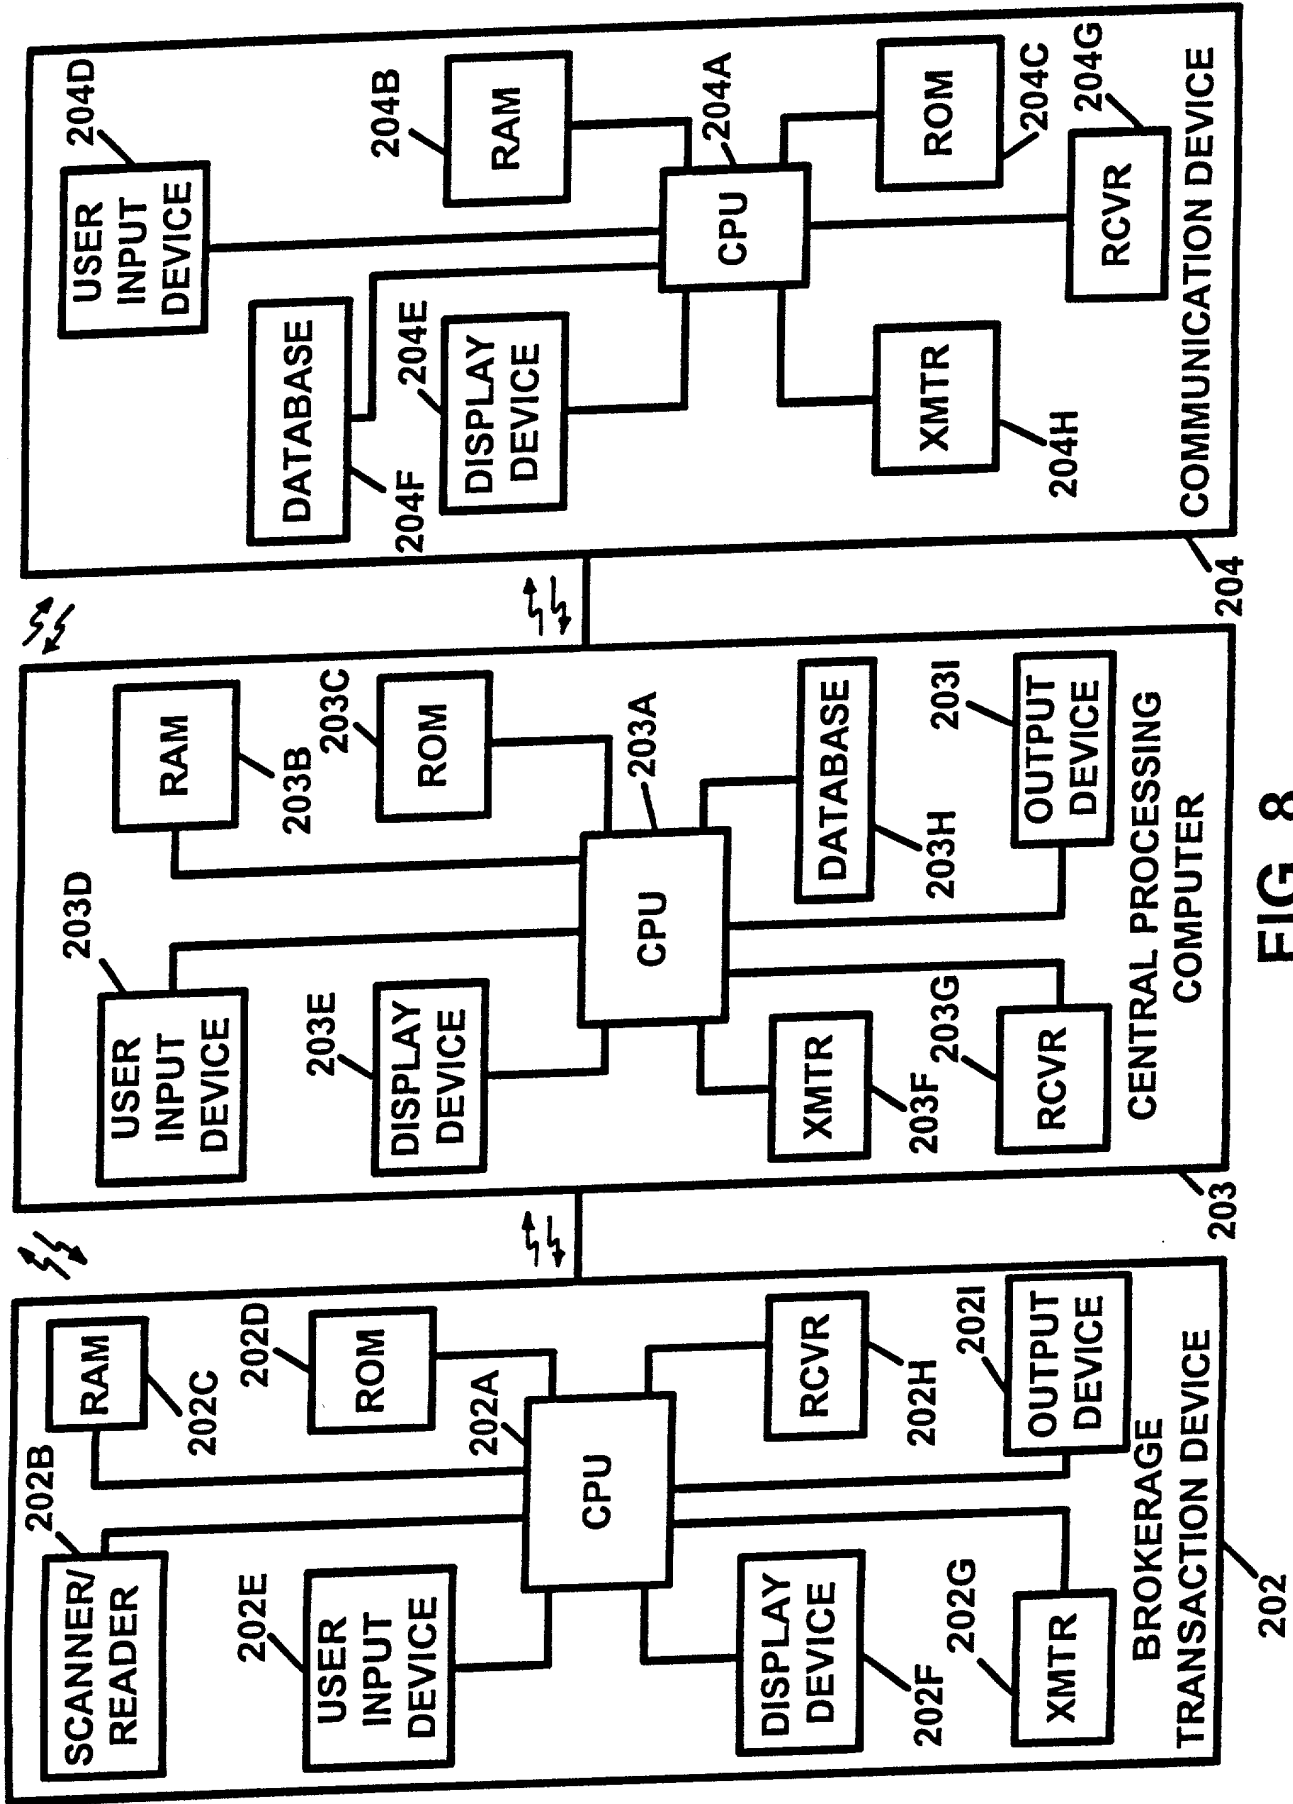 SCANNER/
READER
202B
RAM
202C
202E
USER
INPUT
DEVICE
202D
ROM
202A
CPU
DISPLAY
DEVICE
202F
RCVR
202H
202G
XMTR
202I
OUTPUT
DEVICE
BROKERAGE
TRANSACTION DEVICE
202
203D
USER
INPUT
DEVICE
RAM
203B
203E
DISPLAY
DEVICE
203C
ROM
203A
CPU
XMTR
203F
DATABASE
203H
203G
RCVR
203I
OUTPUT
DEVICE
CENTRAL PROCESSING
COMPUTER
203
204D
USER
INPUT
DEVICE
DATABASE
204F
204E
DISPLAY
DEVICE
204B
RAM
204A
CPU
XMTR
204H
ROM
204C
204G
RCVR
COMMUNICATION DEVICE
204
FIG. 8